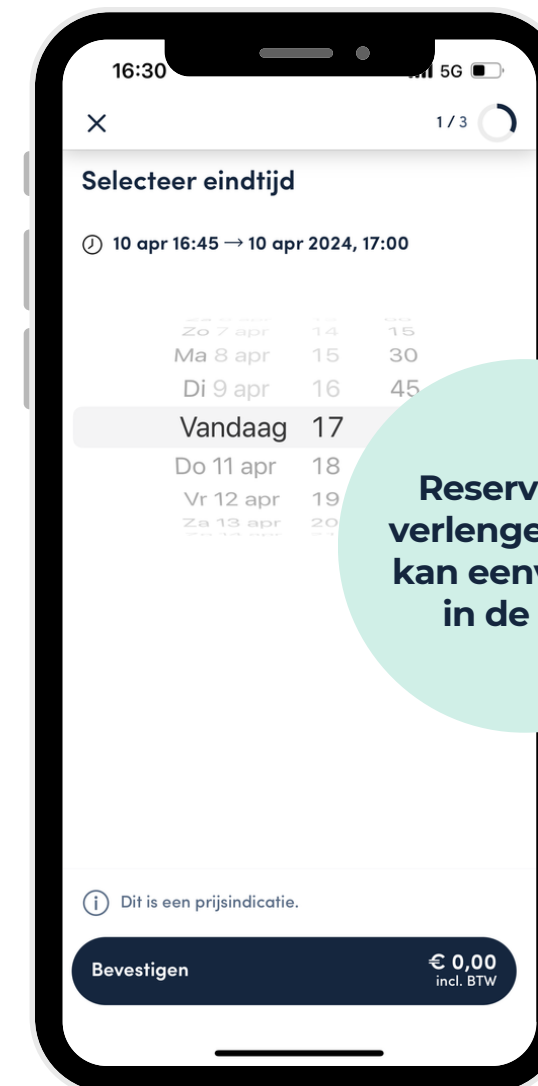 16:30 5G
1 / 3
Selecteer eindtijd
10 apr 16:45 → 10 apr 2024, 17:00
Zo 7 apr 14 15
Ma 8 apr 15 30
Di 9 apr 16 45
Vandaag 17
Do 11 apr 18
Vr 12 apr 19
Za 13 apr 20
Reserv
verlenge
kan een
in de
Dit is een prijsindicatie.
Bevestigen € 0,00
incl. BTW